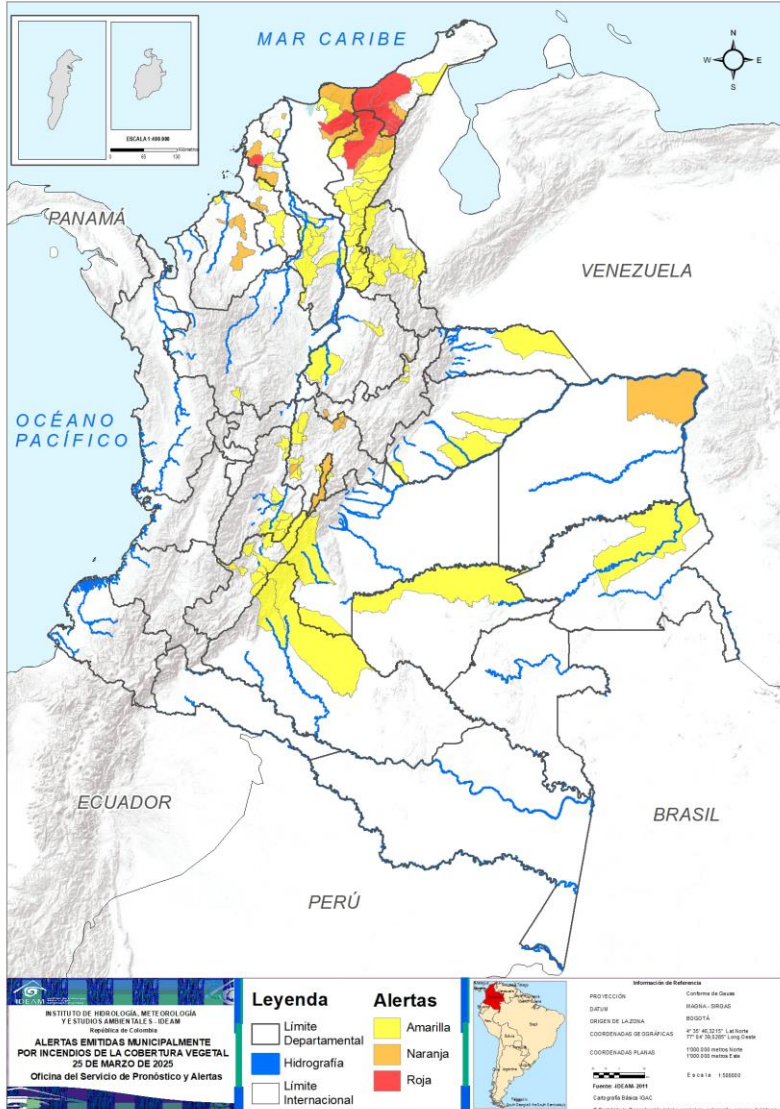 MAR CARIBE
N
W
E
S
ESCALA 1:400.000
PANAMÁ
VENEZUELA
OCÉANO
PACÍFICO
ECUADOR
BRASIL
PERÚ
IDEAM
INSTITUTO DE HIDROLOGÍA, METEOROLOGÍA
Y ESTUDIOS AMBIENTALES - IDEAM
República de Colombia
ALERTAS EMITIDAS MUNICIPALMENTE
POR INCENDIOS DE LA COBERTURA VEGETAL
25 DE MARZO DE 2025
Oficina del Servicio de Pronóstico y Alertas
Leyenda
Límite
Departamental
Hidrografía
Límite
Internacional
Alertas
Amarilla
Naranja
Roja
Información de Referencia
PROYECCIÓN Conforme de Gauss
DATUM MAGNA - SIRGAS
ORIGEN DE LA ZONA BOGOTÁ
COORDENADAS GEOGRÁFICAS
COORDENADAS PLANAS 1'000.000 metros Norte
1'000.000 metros Este
Escala
Fuente: IDEAM- 2011
Cartografía Básica IGAC